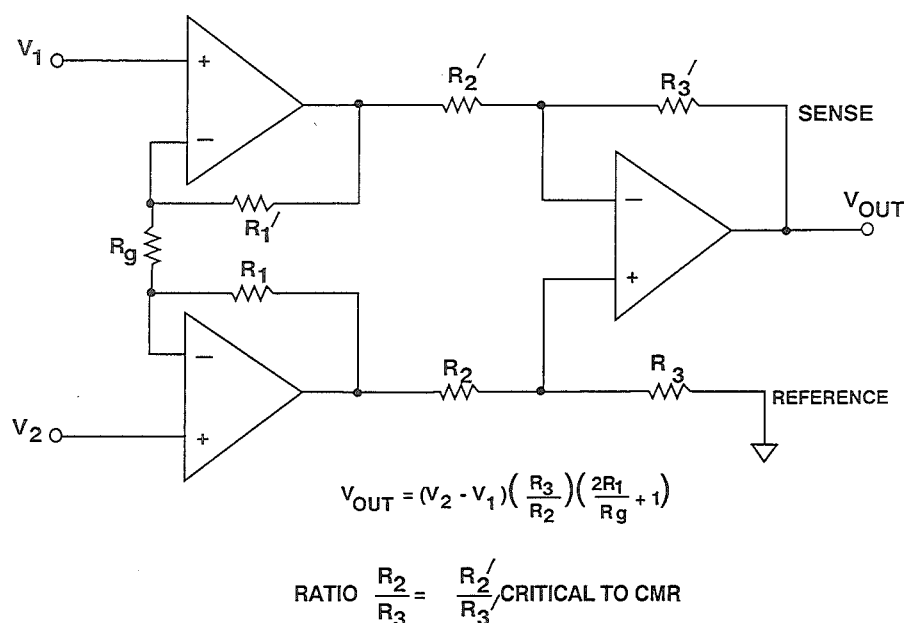 V1
+
−
R2′
R3′
SENSE
R1′
Rg
−
VOUT
R1
+
−
R2
R3
REFERENCE
V2
+
VOUT = (V2 - V1)(R3/R2)(2R1/Rg + 1)
RATIO R2/R3 = R2′/R3′ CRITICAL TO CMR